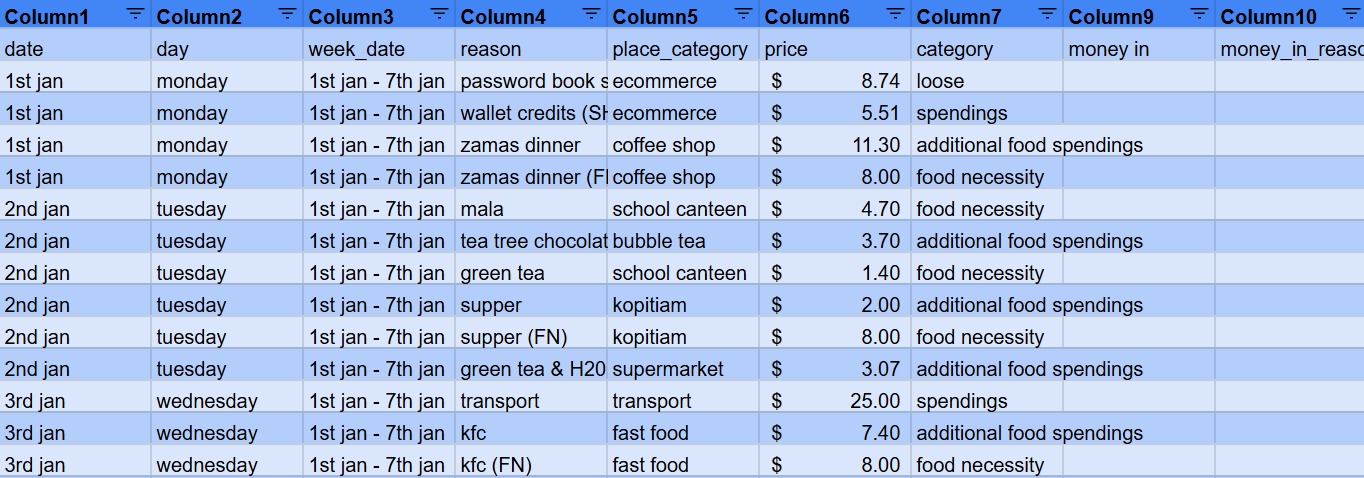 Column1 Column2 Column3 Column4 Column5 Column6 Column7 Column9 Column10
date day week_date reason place_category price category money in money_in_reaso
1st jan monday 1st jan - 7th jan password book s ecommerce $ 8.74 loose
1st jan monday 1st jan - 7th jan wallet credits (SH ecommerce $ 5.51 spendings
1st jan monday 1st jan - 7th jan zamas dinner coffee shop $ 11.30 additional food spendings
1st jan monday 1st jan - 7th jan zamas dinner (F coffee shop $ 8.00 food necessity
2nd jan tuesday 1st jan - 7th jan mala school canteen $ 4.70 food necessity
2nd jan tuesday 1st jan - 7th jan tea tree chocolat bubble tea $ 3.70 additional food spendings
2nd jan tuesday 1st jan - 7th jan green tea school canteen $ 1.40 food necessity
2nd jan tuesday 1st jan - 7th jan supper kopitiam $ 2.00 additional food spendings
2nd jan tuesday 1st jan - 7th jan supper (FN) kopitiam $ 8.00 food necessity
2nd jan tuesday 1st jan - 7th jan green tea & H20 supermarket $ 3.07 additional food spendings
3rd jan wednesday 1st jan - 7th jan transport transport $ 25.00 spendings
3rd jan wednesday 1st jan - 7th jan kfc fast food $ 7.40 additional food spendings
3rd jan wednesday 1st jan - 7th jan kfc (FN) fast food $ 8.00 food necessity